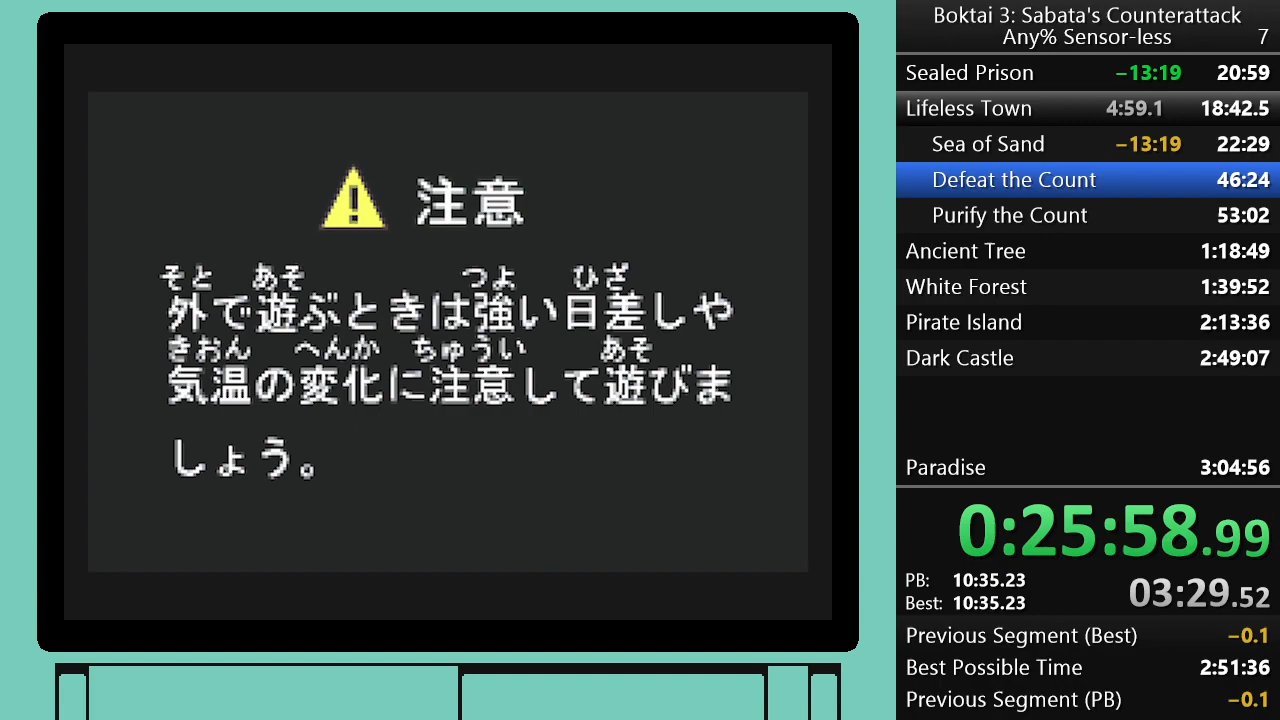 注意
そと あそ つよ ひざ
外で遊ぶときは強い日差しや
きおん へんか ちゅうい あそ
気温の変化に注意して遊びま
しょう。
Boktai 3: Sabata's Counterattack
Any% Sensor-less 7
Sealed Prison −13:19 20:59
Lifeless Town 4:59.1 18:42.5
Sea of Sand −13:19 22:29
Defeat the Count 46:24
Purify the Count 53:02
Ancient Tree 1:18:49
White Forest 1:39:52
Pirate Island 2:13:36
Dark Castle 2:49:07
Paradise 3:04:56
0:25:58.99
PB: 10:35.23
Best: 10:35.23
03:29.52
Previous Segment (Best) −0.1
Best Possible Time 2:51:36
Previous Segment (PB) −0.1